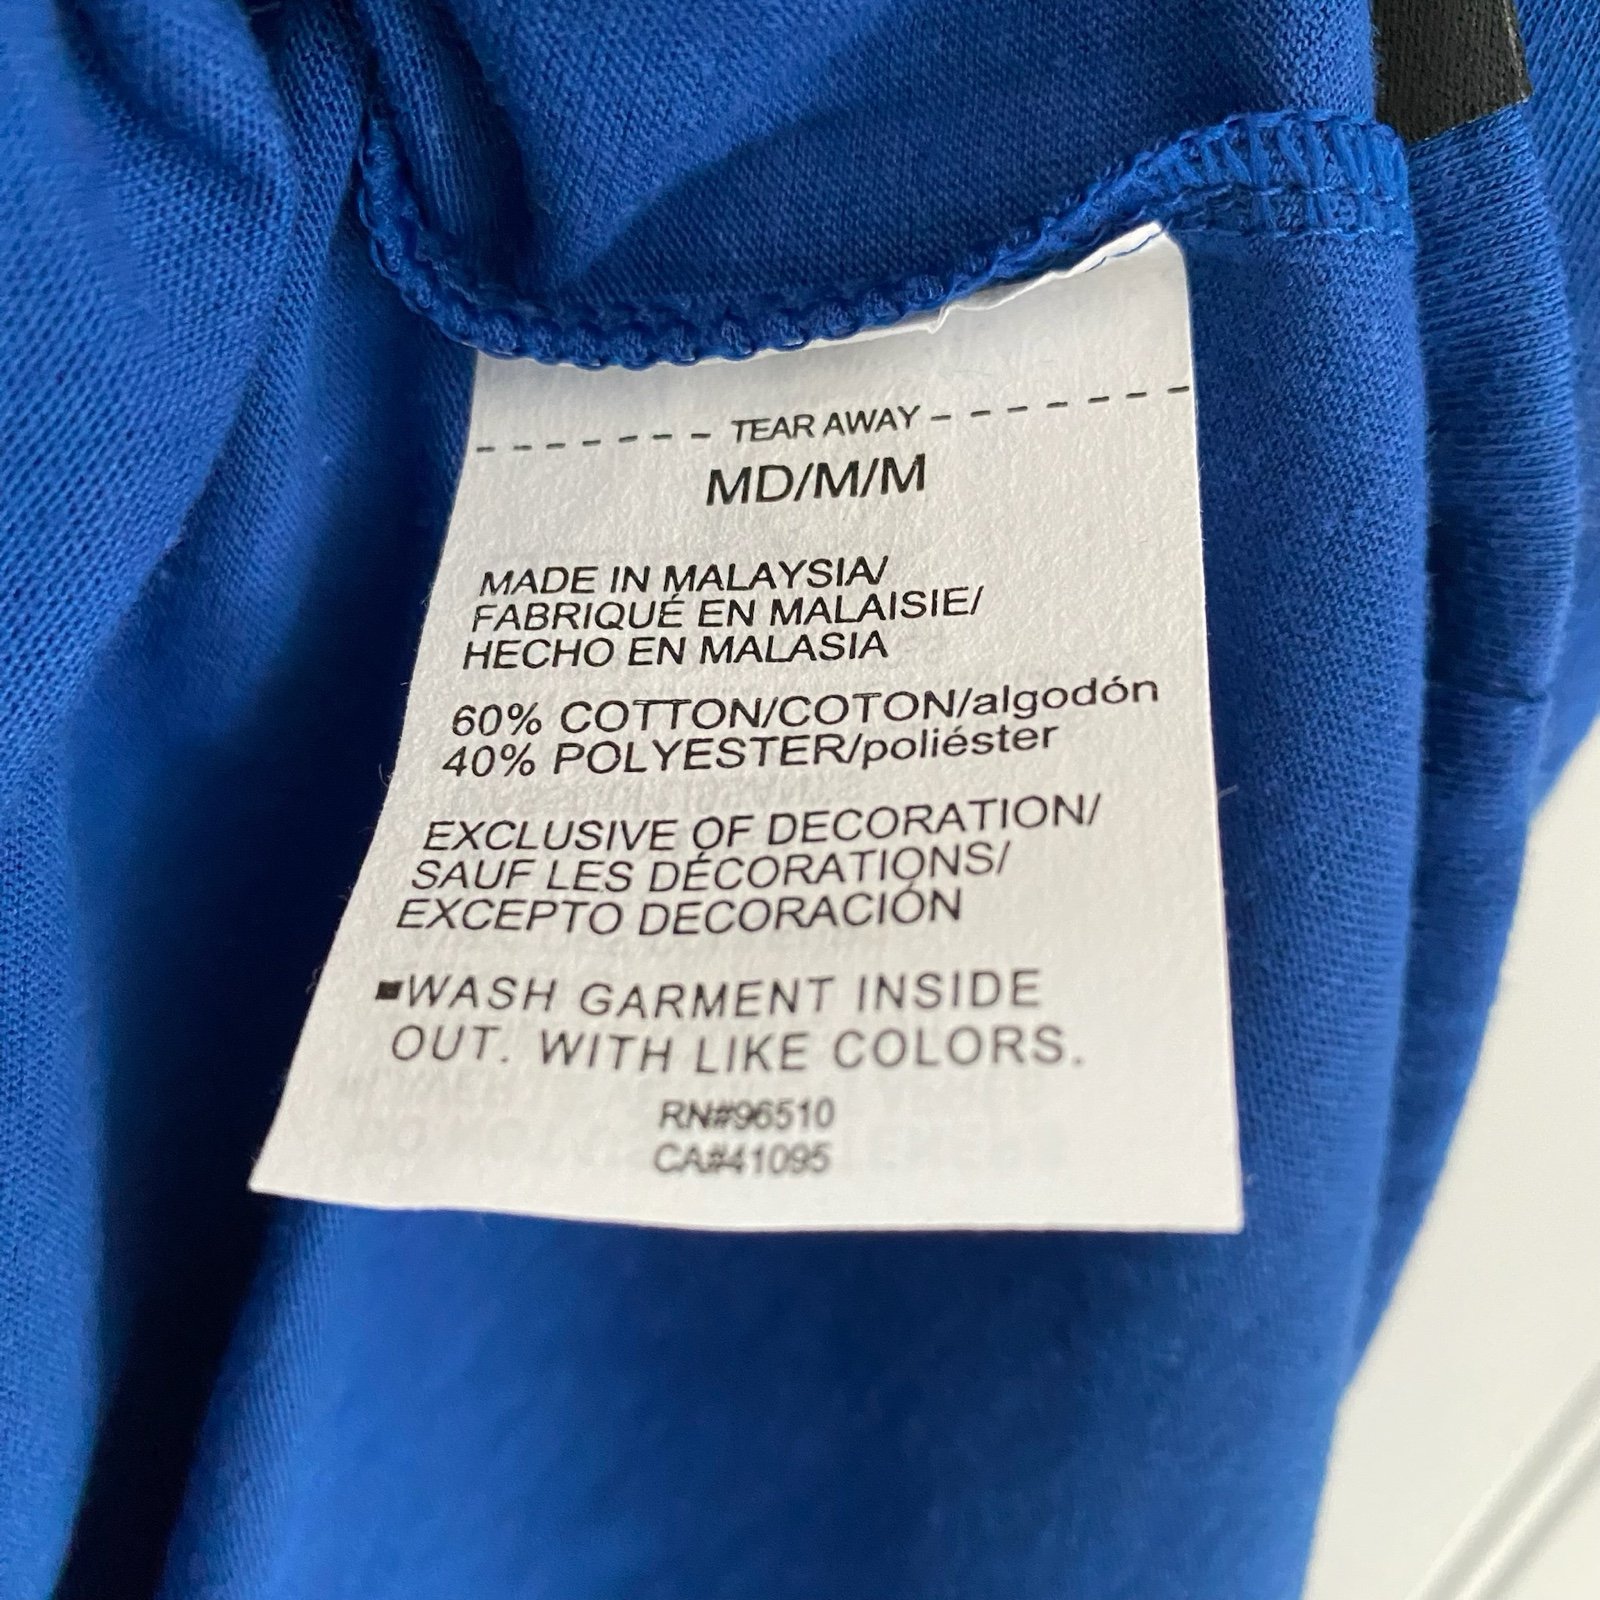 TEAR AWAY
MD/M/M
MADE IN MALAYSIA/
FABRIQUÉ EN MALAISIE/
HECHO EN MALASIA
60% COTTON/COTON/algodón
40% POLYESTER/poliéster
EXCLUSIVE OF DECORATION/
SAUF LES DÉCORATIONS/
EXCEPTO DECORACIÓN
▪WASH GARMENT INSIDE
OUT. WITH LIKE COLORS.
RN#96510
CA#41095